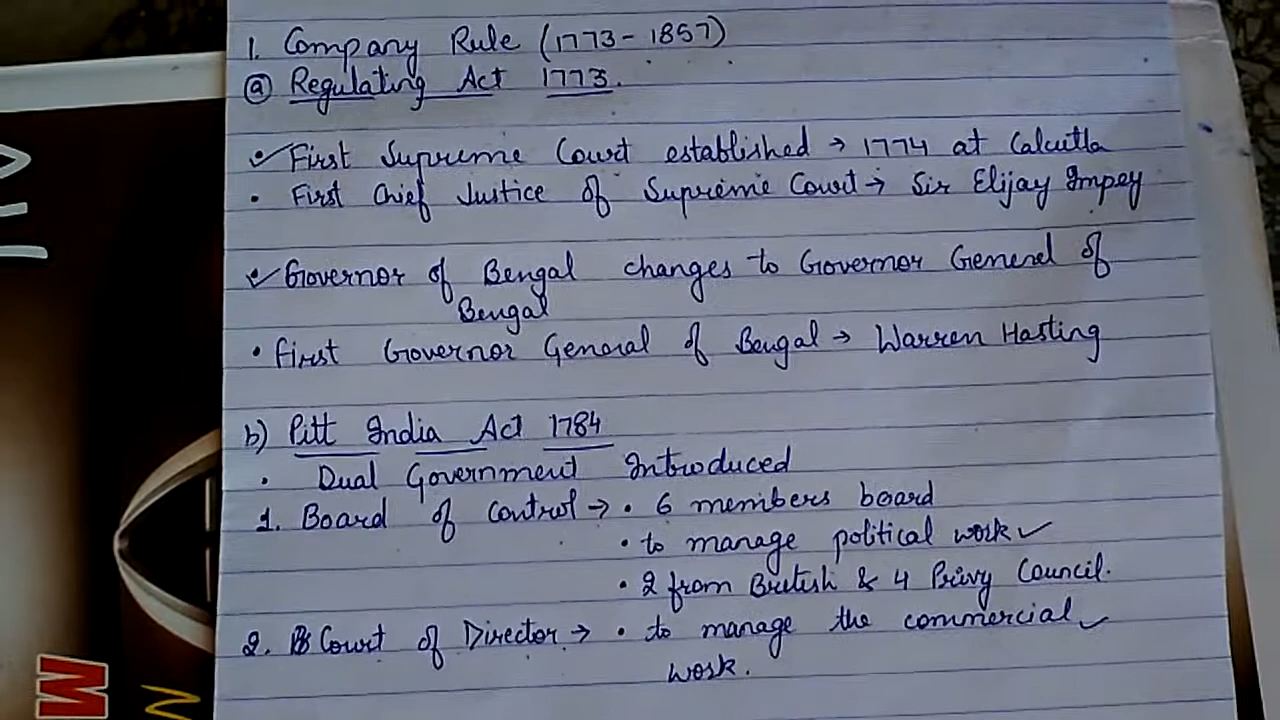 1. Company Rule (1773-1857)
ⓐ Regulating Act 1773.
✓ First Supreme Court established → 1774 at Calcutta
• First Chief Justice of Supreme Court → Sir Elijay Impey
✓ Governor of Bengal changes to Governor General of
Bengal
• First Governor General of Bengal → Warren Hasting
b) Pitt India Act 1784
• Dual Government Introduced
1. Board of Control → • 6 members board
• to manage political work ✓
• 2 from British & 4 Privy Council.
2. Court of Director → • to manage the commercial ✓
work.
M